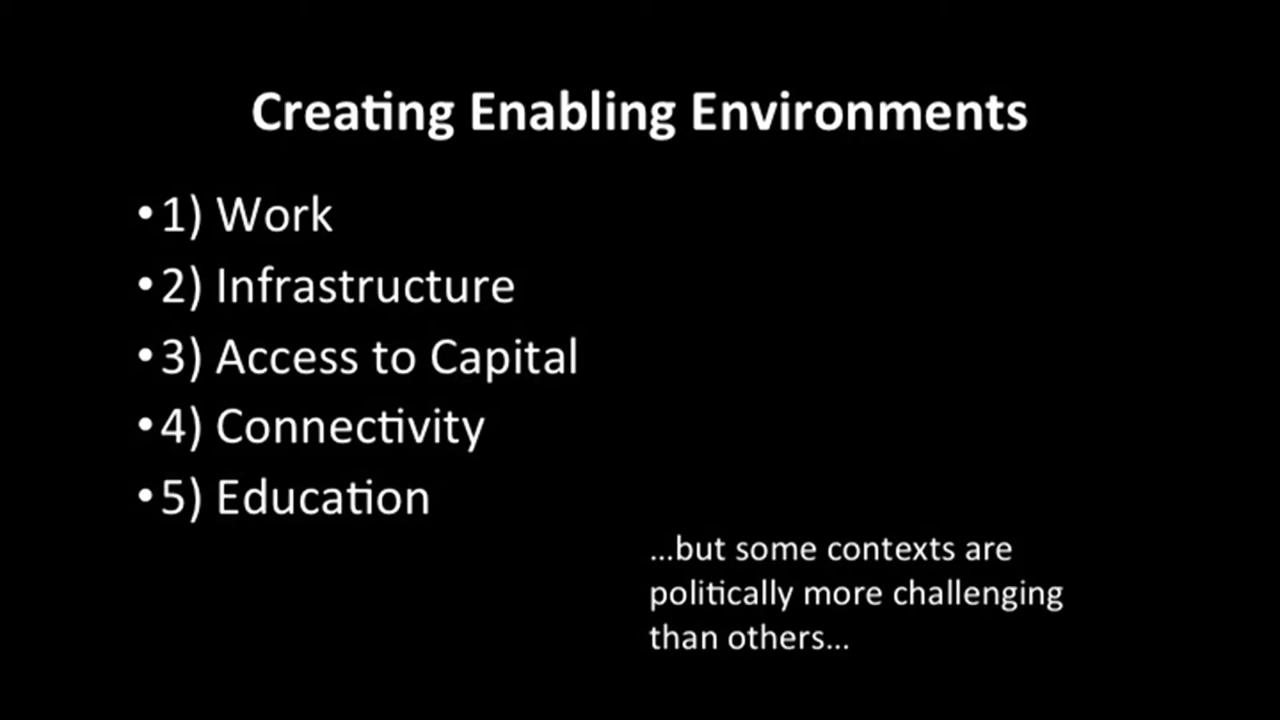 Creating Enabling Environments
•1) Work
•2) Infrastructure
•3) Access to Capital
•4) Connectivity
•5) Education
...but some contexts are
politically more challenging
than others...